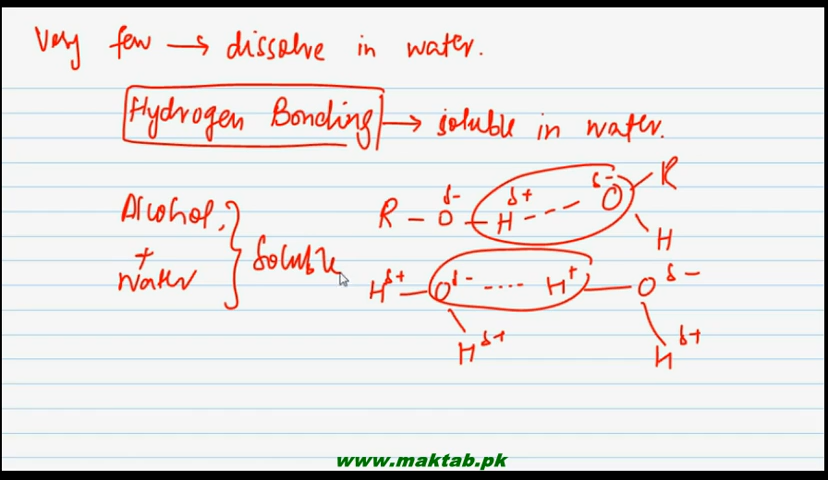 Very few → dissolve in water.
Hydrogen Bonding → soluble in water.
Alcohol,
+
water
Soluble
R – O^δ- – H^δ+ --- O^δ- – R
H
H^δ+ – O^δ- ---- H^+ – O^δ-
H^δ+ H^δ+
www.maktab.pk